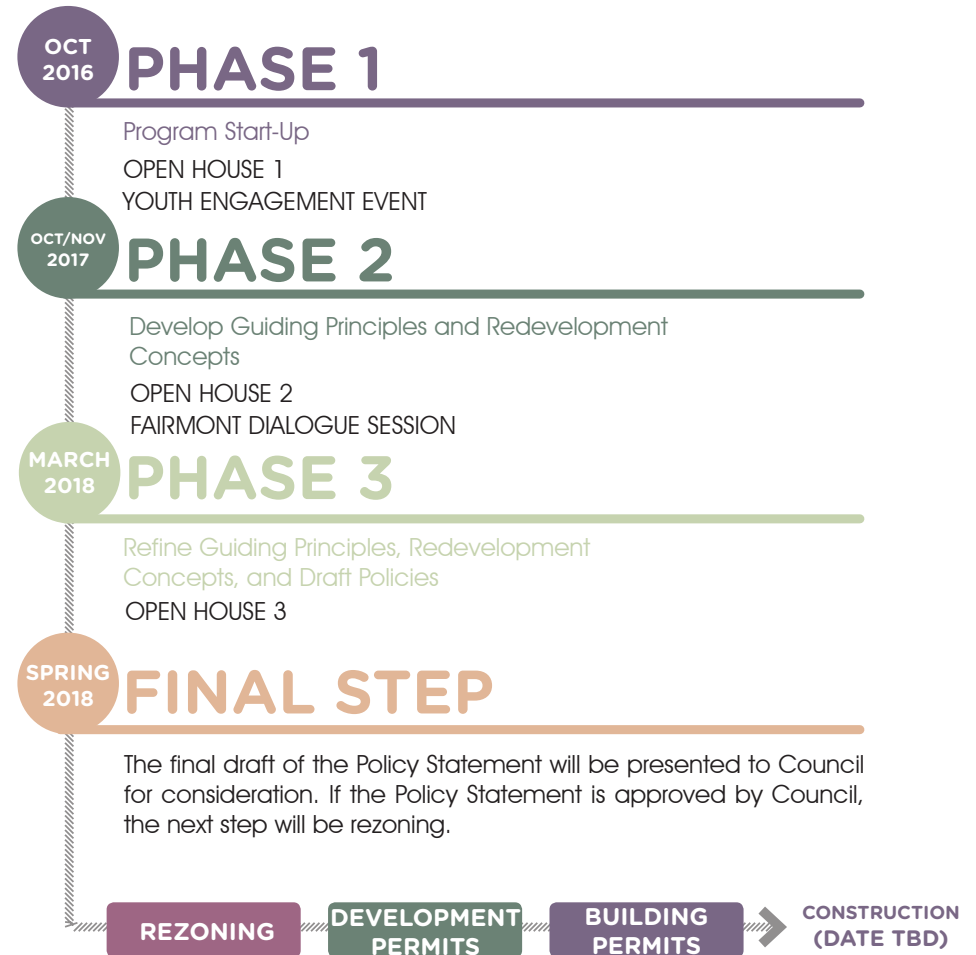 OCT
2016
PHASE 1
Program Start-Up
OPEN HOUSE 1
YOUTH ENGAGEMENT EVENT
OCT/NOV
2017
PHASE 2
Develop Guiding Principles and Redevelopment
Concepts
OPEN HOUSE 2
FAIRMONT DIALOGUE SESSION
MARCH
2018
PHASE 3
Refine Guiding Principles, Redevelopment
Concepts, and Draft Policies
OPEN HOUSE 3
SPRING
2018
FINAL STEP
The final draft of the Policy Statement will be presented to Council
for consideration. If the Policy Statement is approved by Council,
the next step will be rezoning.
REZONING
DEVELOPMENT
PERMITS
BUILDING
PERMITS
CONSTRUCTION
(DATE TBD)